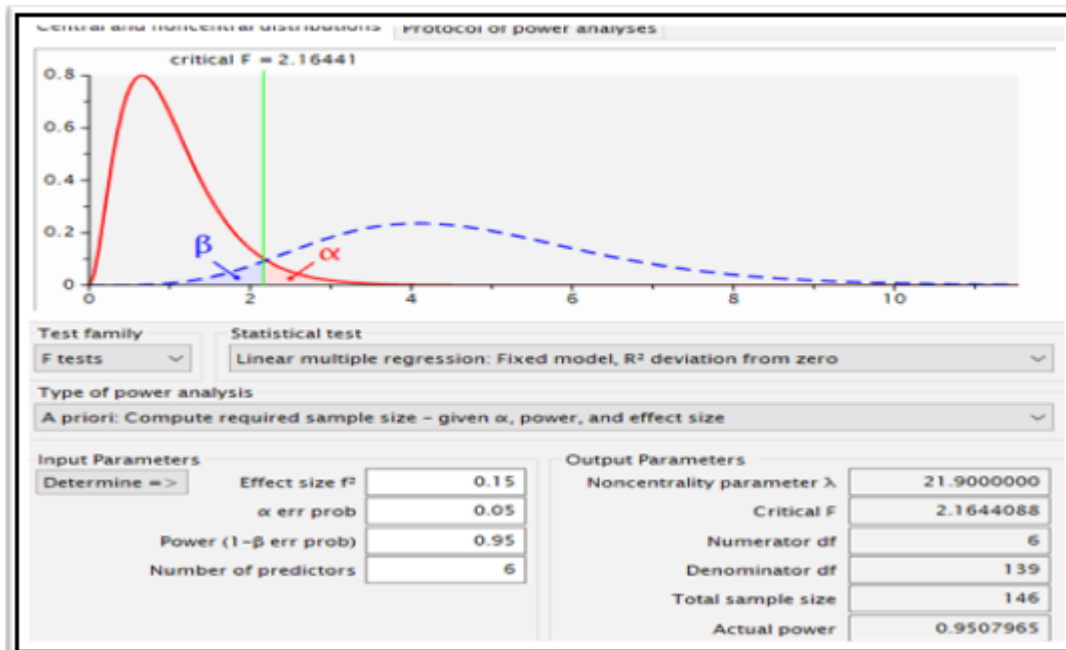 Central and noncentral distributions Protocol of power analyses
critical F = 2.16441
0.8
0.6
0.4
0.2
0
β
α
0 2 4 6 8 10
Test family Statistical test
F tests Linear multiple regression: Fixed model, R² deviation from zero
Type of power analysis
A priori: Compute required sample size – given α, power, and effect size
Input Parameters Output Parameters
Determine => Effect size f² 0.15 Noncentrality parameter λ 21.9000000
α err prob 0.05 Critical F 2.1644088
Power (1-β err prob) 0.95 Numerator df 6
Number of predictors 6 Denominator df 139
Total sample size 146
Actual power 0.9507965